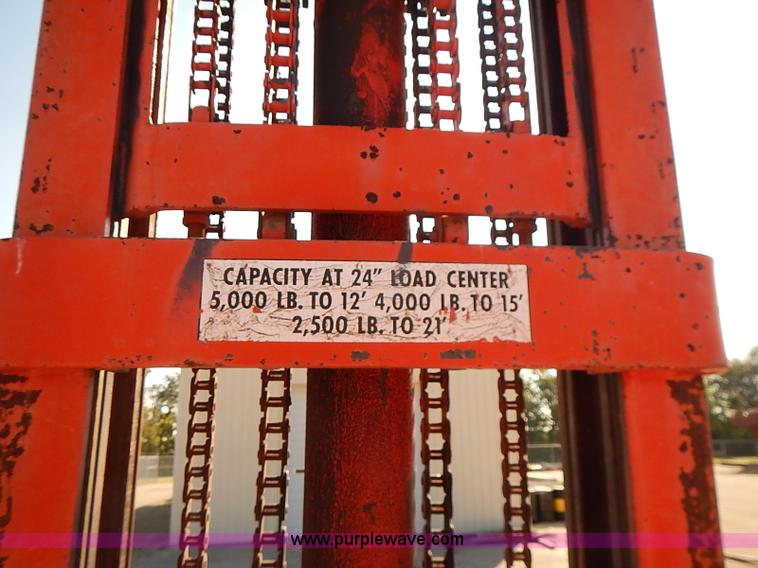 CAPACITY AT 24" LOAD CENTER
5,000 LB. TO 12' 4,000 LB. TO 15'
2,500 LB. TO 21'
www.purplewave.com